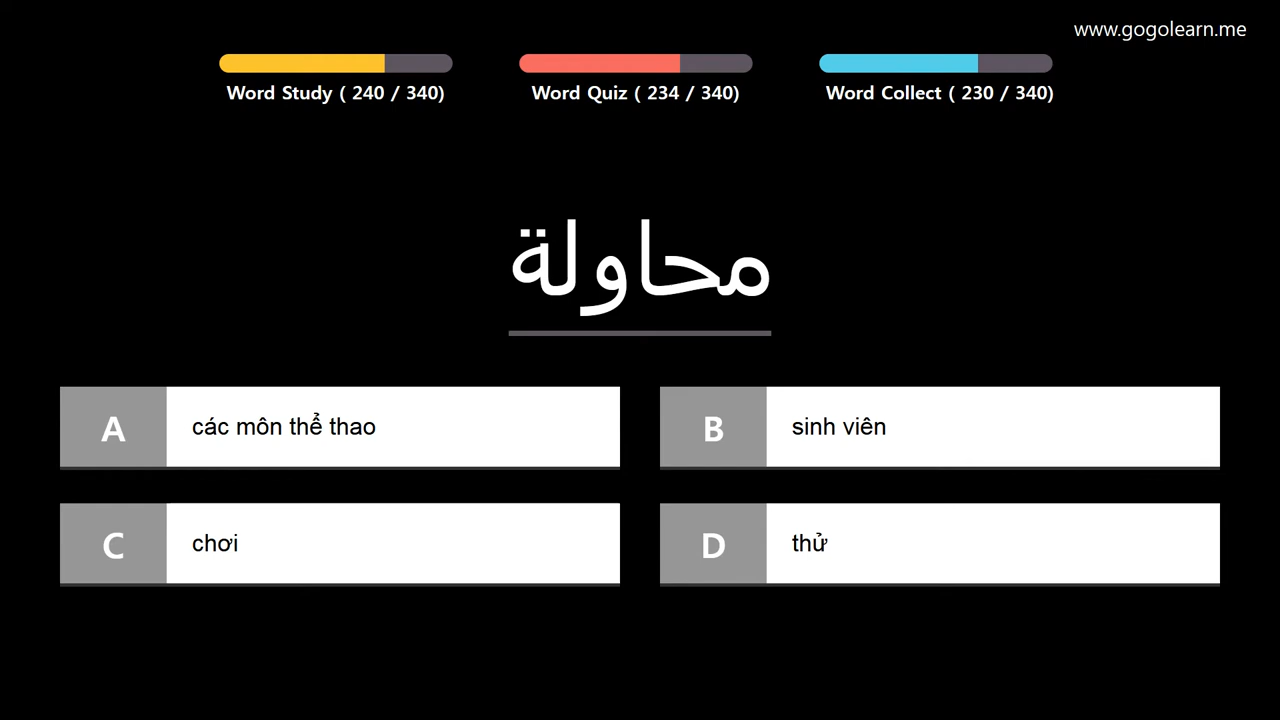 www.gogolearn.me
Word Study ( 240 / 340)
Word Quiz ( 234 / 340)
Word Collect ( 230 / 340)
محاولة
A
các môn thể thao
B
sinh viên
C
chơi
D
thử